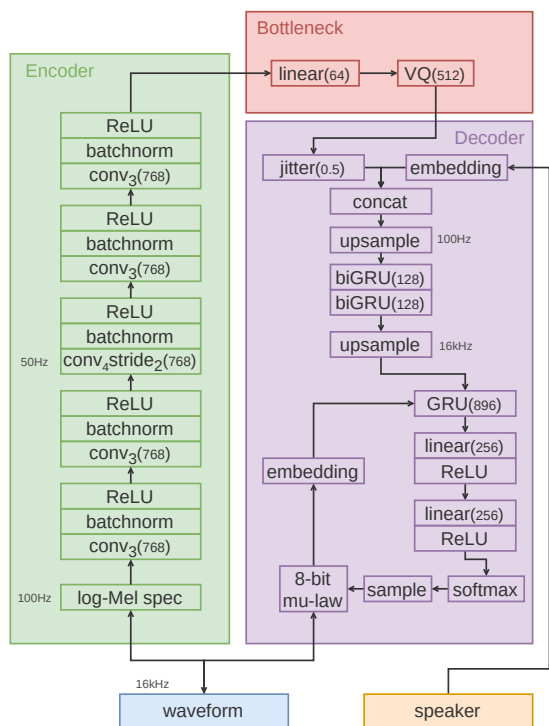 Bottleneck
linear(64)
VQ(512)
Encoder
ReLU
batchnorm
conv₃(768)
ReLU
batchnorm
conv₃(768)
ReLU
batchnorm
50Hz
conv₄stride₂(768)
ReLU
batchnorm
conv₃(768)
ReLU
batchnorm
conv₃(768)
100Hz
log-Mel spec
Decoder
jitter(0.5)
embedding
concat
upsample
100Hz
biGRU(128)
biGRU(128)
upsample
16kHz
GRU(896)
linear(256)
ReLU
embedding
linear(256)
ReLU
8-bit
mu-law
sample
softmax
16kHz
waveform
speaker